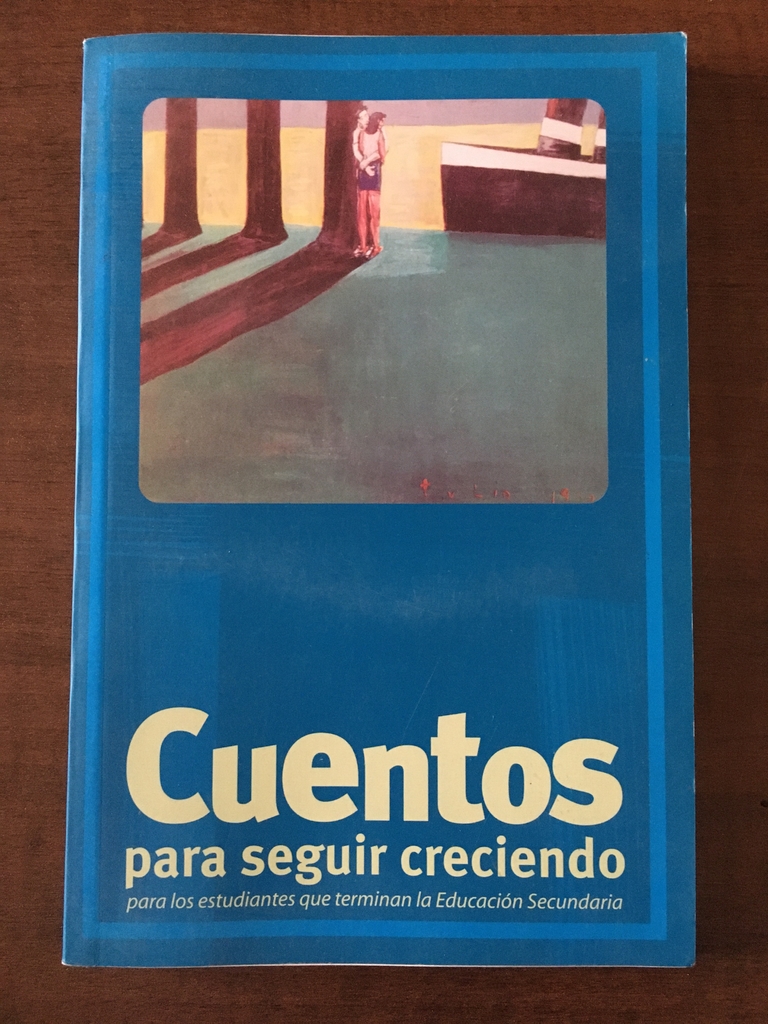 Cuentos
para seguir creciendo
para los estudiantes que terminan la Educación Secundaria